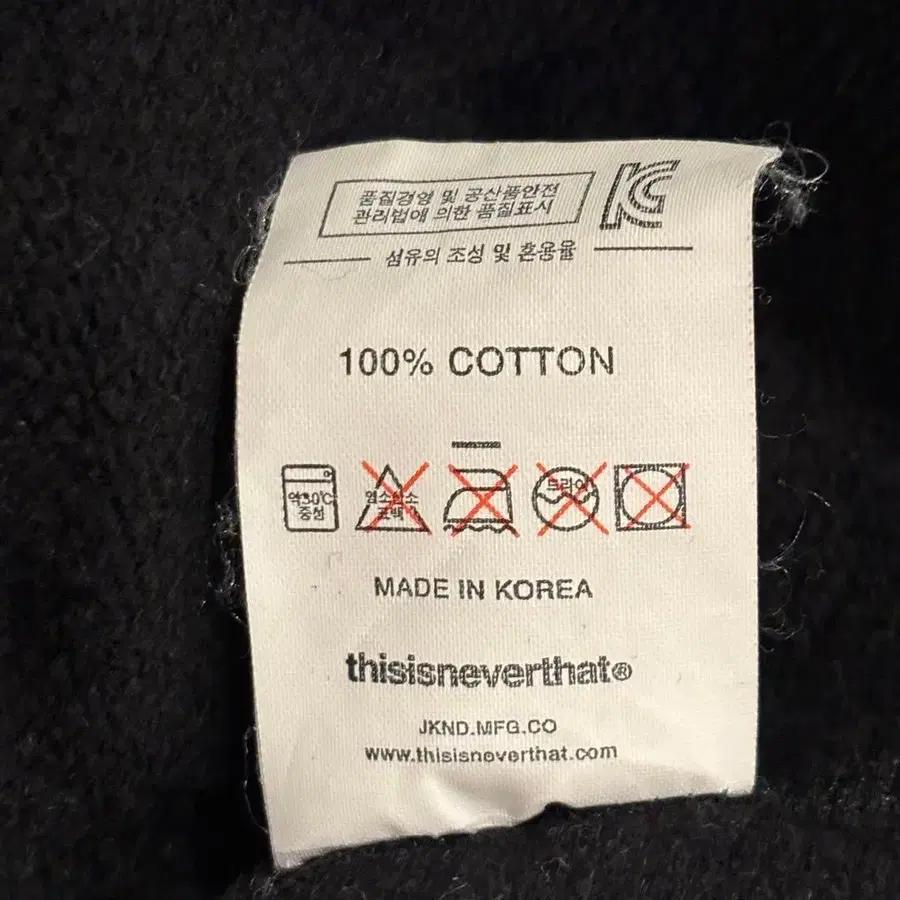 품질경영 및 공산품안전
관리법에 의한 품질표시
섬유의 조성 및 혼용율
100% COTTON
약30℃
중성
염소산소
표백
드라이
MADE IN KOREA
thisisneverthat®
JKND.MFG.CO
www.thisisneverthat.com